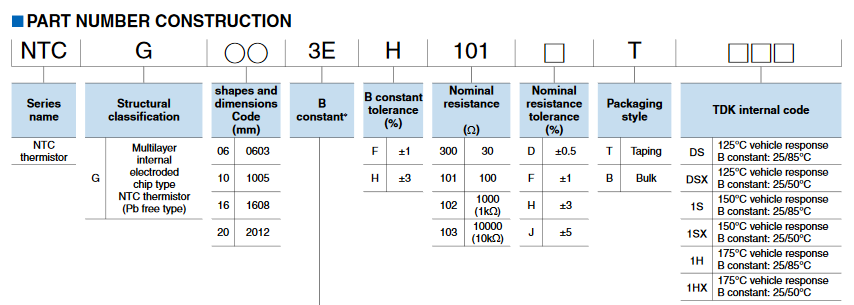 PART NUMBER CONSTRUCTION
NTC G ○○ 3E H 101 □ T □□□
Series
name
Structural
classification
shapes and
dimensions
Code
(mm)
B
constant*
B constant
tolerance
(%)
Nominal
resistance
(Ω)
Nominal
resistance
tolerance
(%)
Packaging
style
TDK internal code
NTC
thermistor
G
Multilayer
internal
electroded
chip type
NTC thermistor
(Pb free type)
06 0603
10 1005
16 1608
20 2012
F ±1
H ±3
300 30
101 100
102 1000
(1kΩ)
103 10000
(10kΩ)
D ±0.5
F ±1
H ±3
J ±5
T Taping
B Bulk
DS 125°C vehicle response
B constant: 25/85°C
DSX 125°C vehicle response
B constant: 25/50°C
1S 150°C vehicle response
B constant: 25/85°C
1SX 150°C vehicle response
B constant: 25/50°C
1H 175°C vehicle response
B constant: 25/85°C
1HX 175°C vehicle response
B constant: 25/50°C